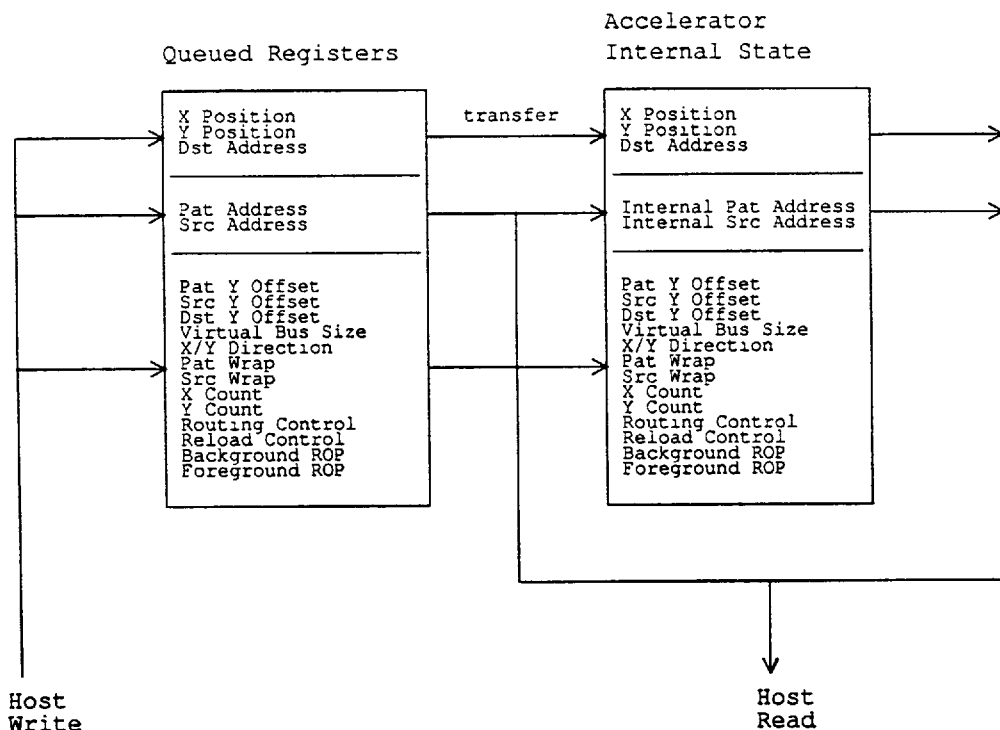 Queued Registers
Accelerator
Internal State
X Position
Y Position
Dst Address
Pat Address
Src Address
Pat Y Offset
Src Y Offset
Dst Y Offset
Virtual Bus Size
X/Y Direction
Pat Wrap
Src Wrap
X Count
Y Count
Routing Control
Reload Control
Background ROP
Foreground ROP
transfer
X Position
Y Position
Dst Address
Internal Pat Address
Internal Src Address
Pat Y Offset
Src Y Offset
Dst Y Offset
Virtual Bus Size
X/Y Direction
Pat Wrap
Src Wrap
X Count
Y Count
Routing Control
Reload Control
Background ROP
Foreground ROP
Host
Write
Host
Read